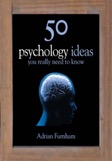 50
psychology ideas
you really need to know
Adrian Furnham